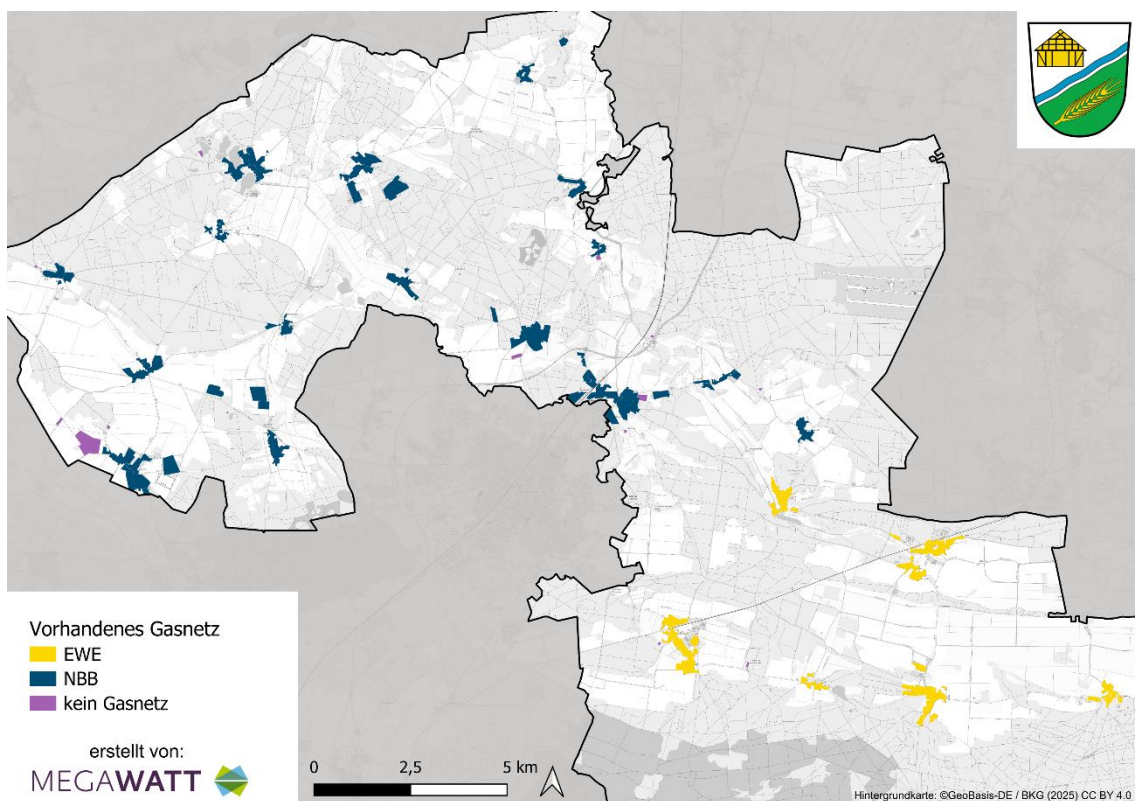 Vorhandenes Gasnetz
EWE
NBB
kein Gasnetz
erstellt von:
MEGAWATT
0 2,5 5 km
Hintergrundkarte: ©GeoBasis-DE / BKG (2025) CC BY 4.0